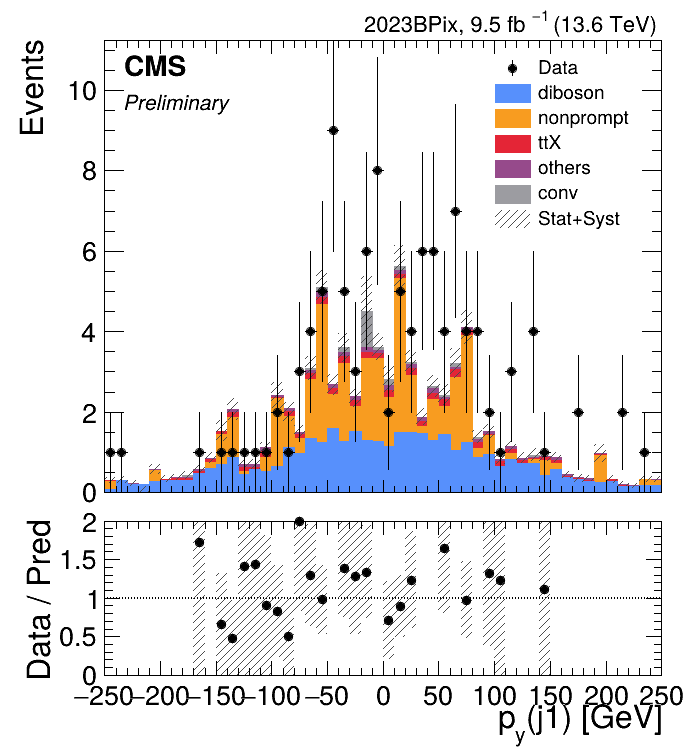 2023BPix, 9.5 fb⁻¹ (13.6 TeV)
Events
CMS
Preliminary
Data
diboson
nonprompt
ttX
others
conv
Stat+Syst
10
8
6
4
2
0
Data / Pred
2
1.5
1
0.5
0
−250 −200 −150 −100 −50 0 50 100 150 200 250
p_y(j1) [GeV]